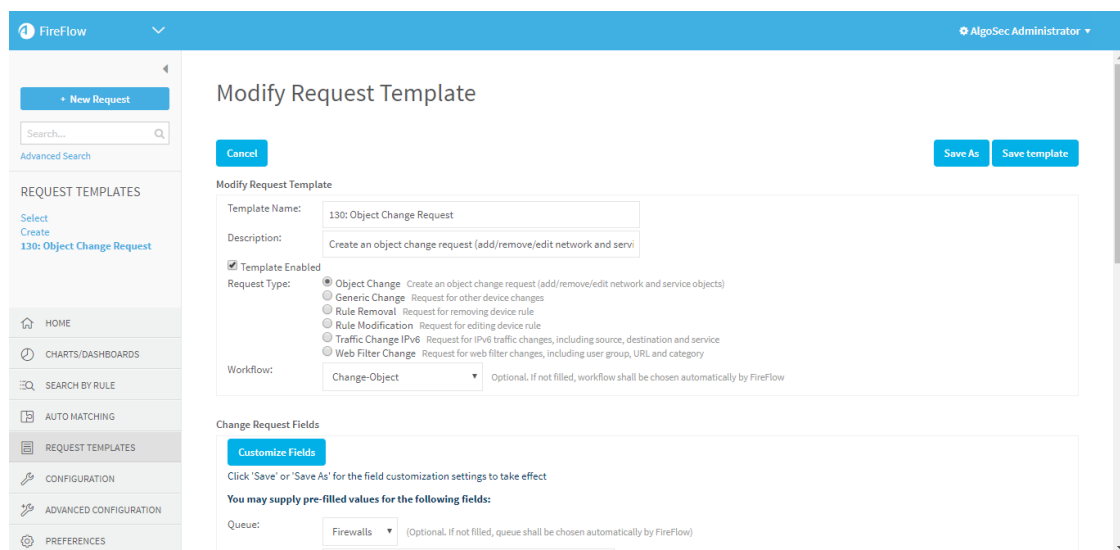 FireFlow
AlgoSec Administrator
+ New Request
Search...
Advanced Search
REQUEST TEMPLATES
Select
Create
130: Object Change Request
HOME
CHARTS/DASHBOARDS
SEARCH BY RULE
AUTO MATCHING
REQUEST TEMPLATES
CONFIGURATION
ADVANCED CONFIGURATION
PREFERENCES
Modify Request Template
Cancel
Save As
Save template
Modify Request Template
Template Name: 130: Object Change Request
Description: Create an object change request (add/remove/edit network and servi
Template Enabled
Request Type: Object Change Create an object change request (add/remove/edit network and service objects)
Generic Change Request for other device changes
Rule Removal Request for removing device rule
Rule Modification Request for editing device rule
Traffic Change IPv6 Request for IPv6 traffic changes, including source, destination and service
Web Filter Change Request for web filter changes, including user group, URL and category
Workflow: Change-Object Optional. If not filled, workflow shall be chosen automatically by FireFlow
Change Request Fields
Customize Fields
Click 'Save' or 'Save As' for the field customization settings to take effect
You may supply pre-filled values for the following fields:
Queue: Firewalls (Optional. If not filled, queue shall be chosen automatically by FireFlow)